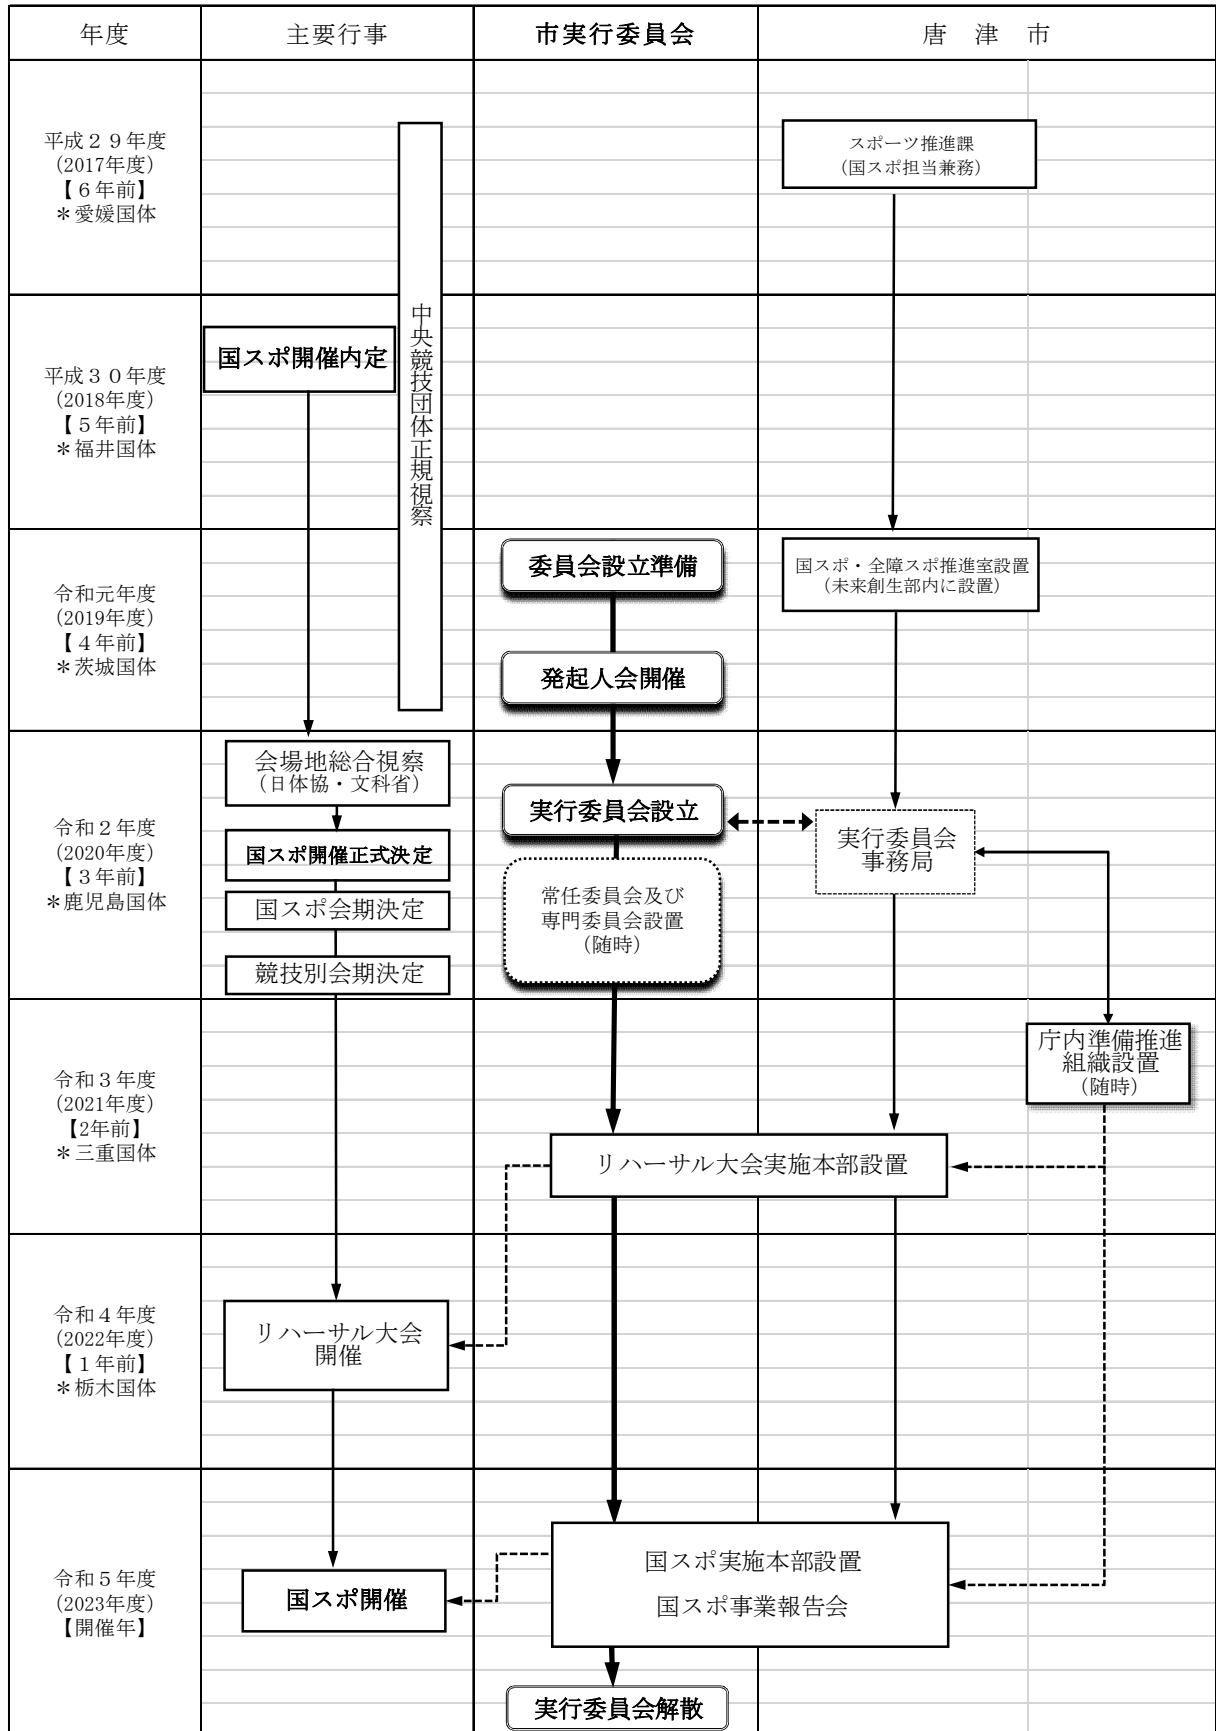 年度
主要行事
市実行委員会
唐 津 市
平成２９年度
(2017年度)
【６年前】
＊愛媛国体
スポーツ推進課
(国スポ担当兼務)
中央競技団体正規視察
平成３０年度
(2018年度)
【５年前】
＊福井国体
国スポ開催内定
令和元年度
(2019年度)
【４年前】
＊茨城国体
委員会設立準備
発起人会開催
国スポ・全障スポ推進室設置
（未来創生部内に設置）
令和２年度
(2020年度)
【３年前】
＊鹿児島国体
会場地総合視察
（日体協・文科省）
国スポ開催正式決定
国スポ会期決定
競技別会期決定
実行委員会設立
常任委員会及び
専門委員会設置
(随時)
実行委員会
事務局
令和３年度
(2021年度)
【2年前】
＊三重国体
庁内準備推進
組織設置
(随時)
リハーサル大会実施本部設置
令和４年度
(2022年度)
【１年前】
＊栃木国体
リハーサル大会
開催
令和５年度
(2023年度)
【開催年】
国スポ開催
国スポ実施本部設置
国スポ事業報告会
実行委員会解散